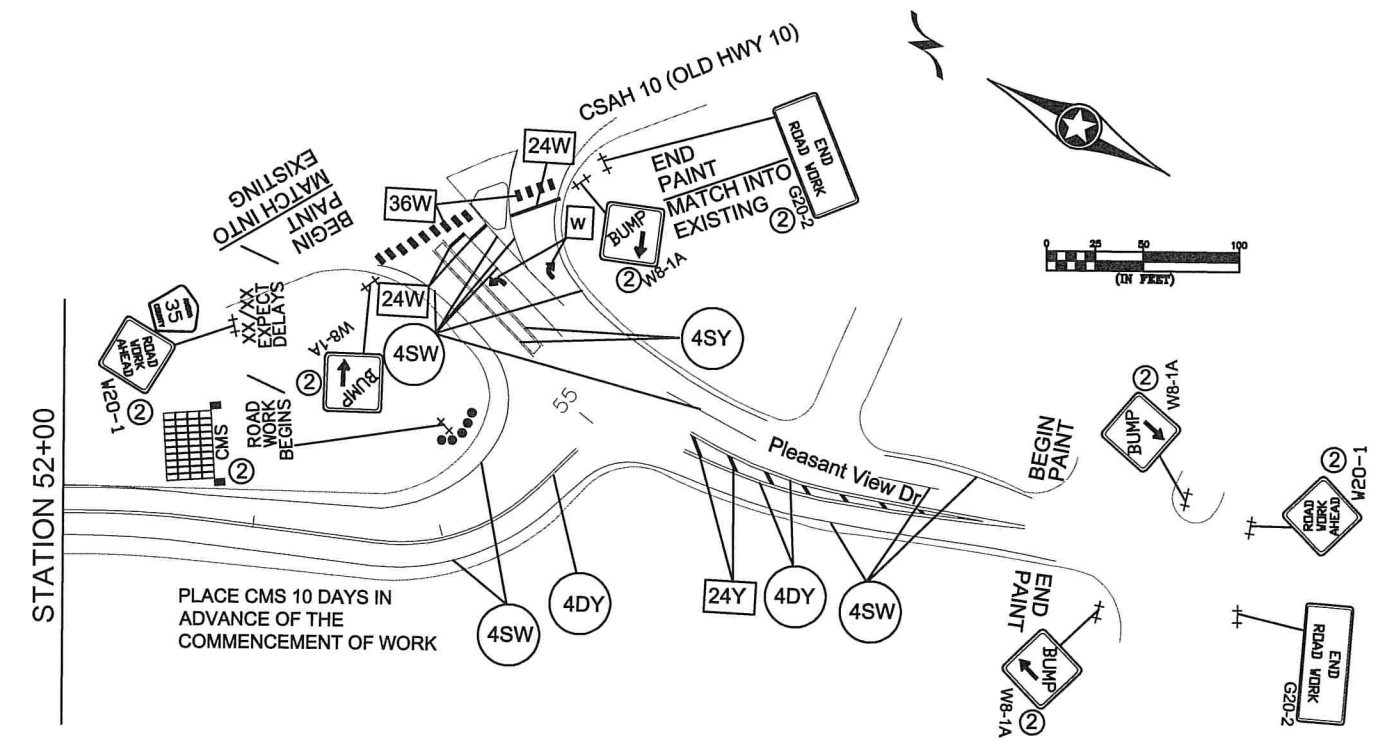 CSAH 10 (OLD HWY 10)
24W
END
ROAD WORK
G20-2
②
END
PAINT
MATCH INTO
EXISTING
36W
W
BUMP
②
W8-1A
BEGIN
PAINT
MATCH INTO
EXISTING
0 25 50 100
(IN FEET)
35
COUNTY
ROAD
WORK
AHEAD
W20-1
②
XX/XX
EXPECT
DELAYS
W8-1A
24W
4SW
4SY
BUMP
②
55
CMS
②
ROAD
WORK
BEGINS
STATION 52+00
Pleasant View Dr
BEGIN
PAINT
BUMP
②
W8-1A
ROAD
WORK
AHEAD
②
W20-1
PLACE CMS 10 DAYS IN
ADVANCE OF THE
COMMENCEMENT OF WORK
4SW
4DY
24Y
4DY
4SW
END
PAINT
BUMP
W8-1A
②
END
ROAD WORK
G20-2